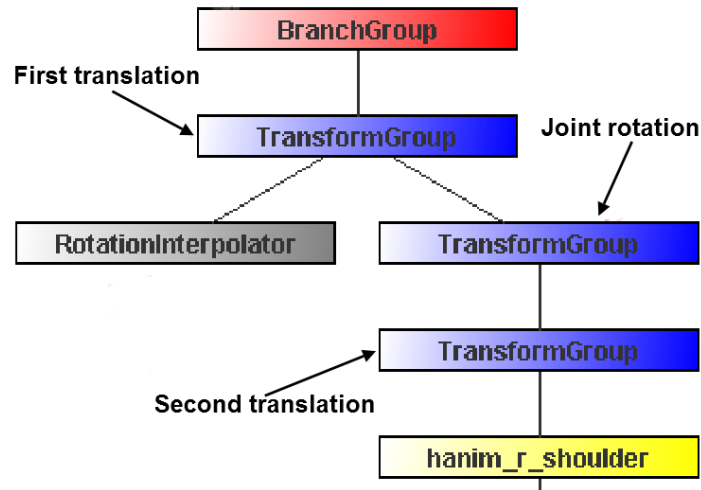 BranchGroup
First translation
TransformGroup
Joint rotation
RotationInterpolator
TransformGroup
TransformGroup
Second translation
hanim_r_shoulder